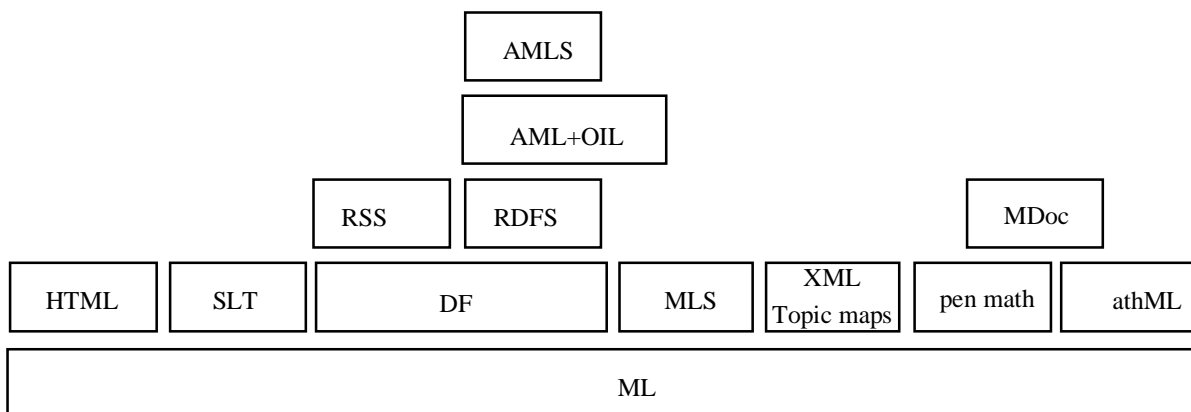 AMLS
AML+OIL
RSS
RDFS
MDoc
HTML
SLT
DF
MLS
XML
Topic maps
pen math
athML
ML